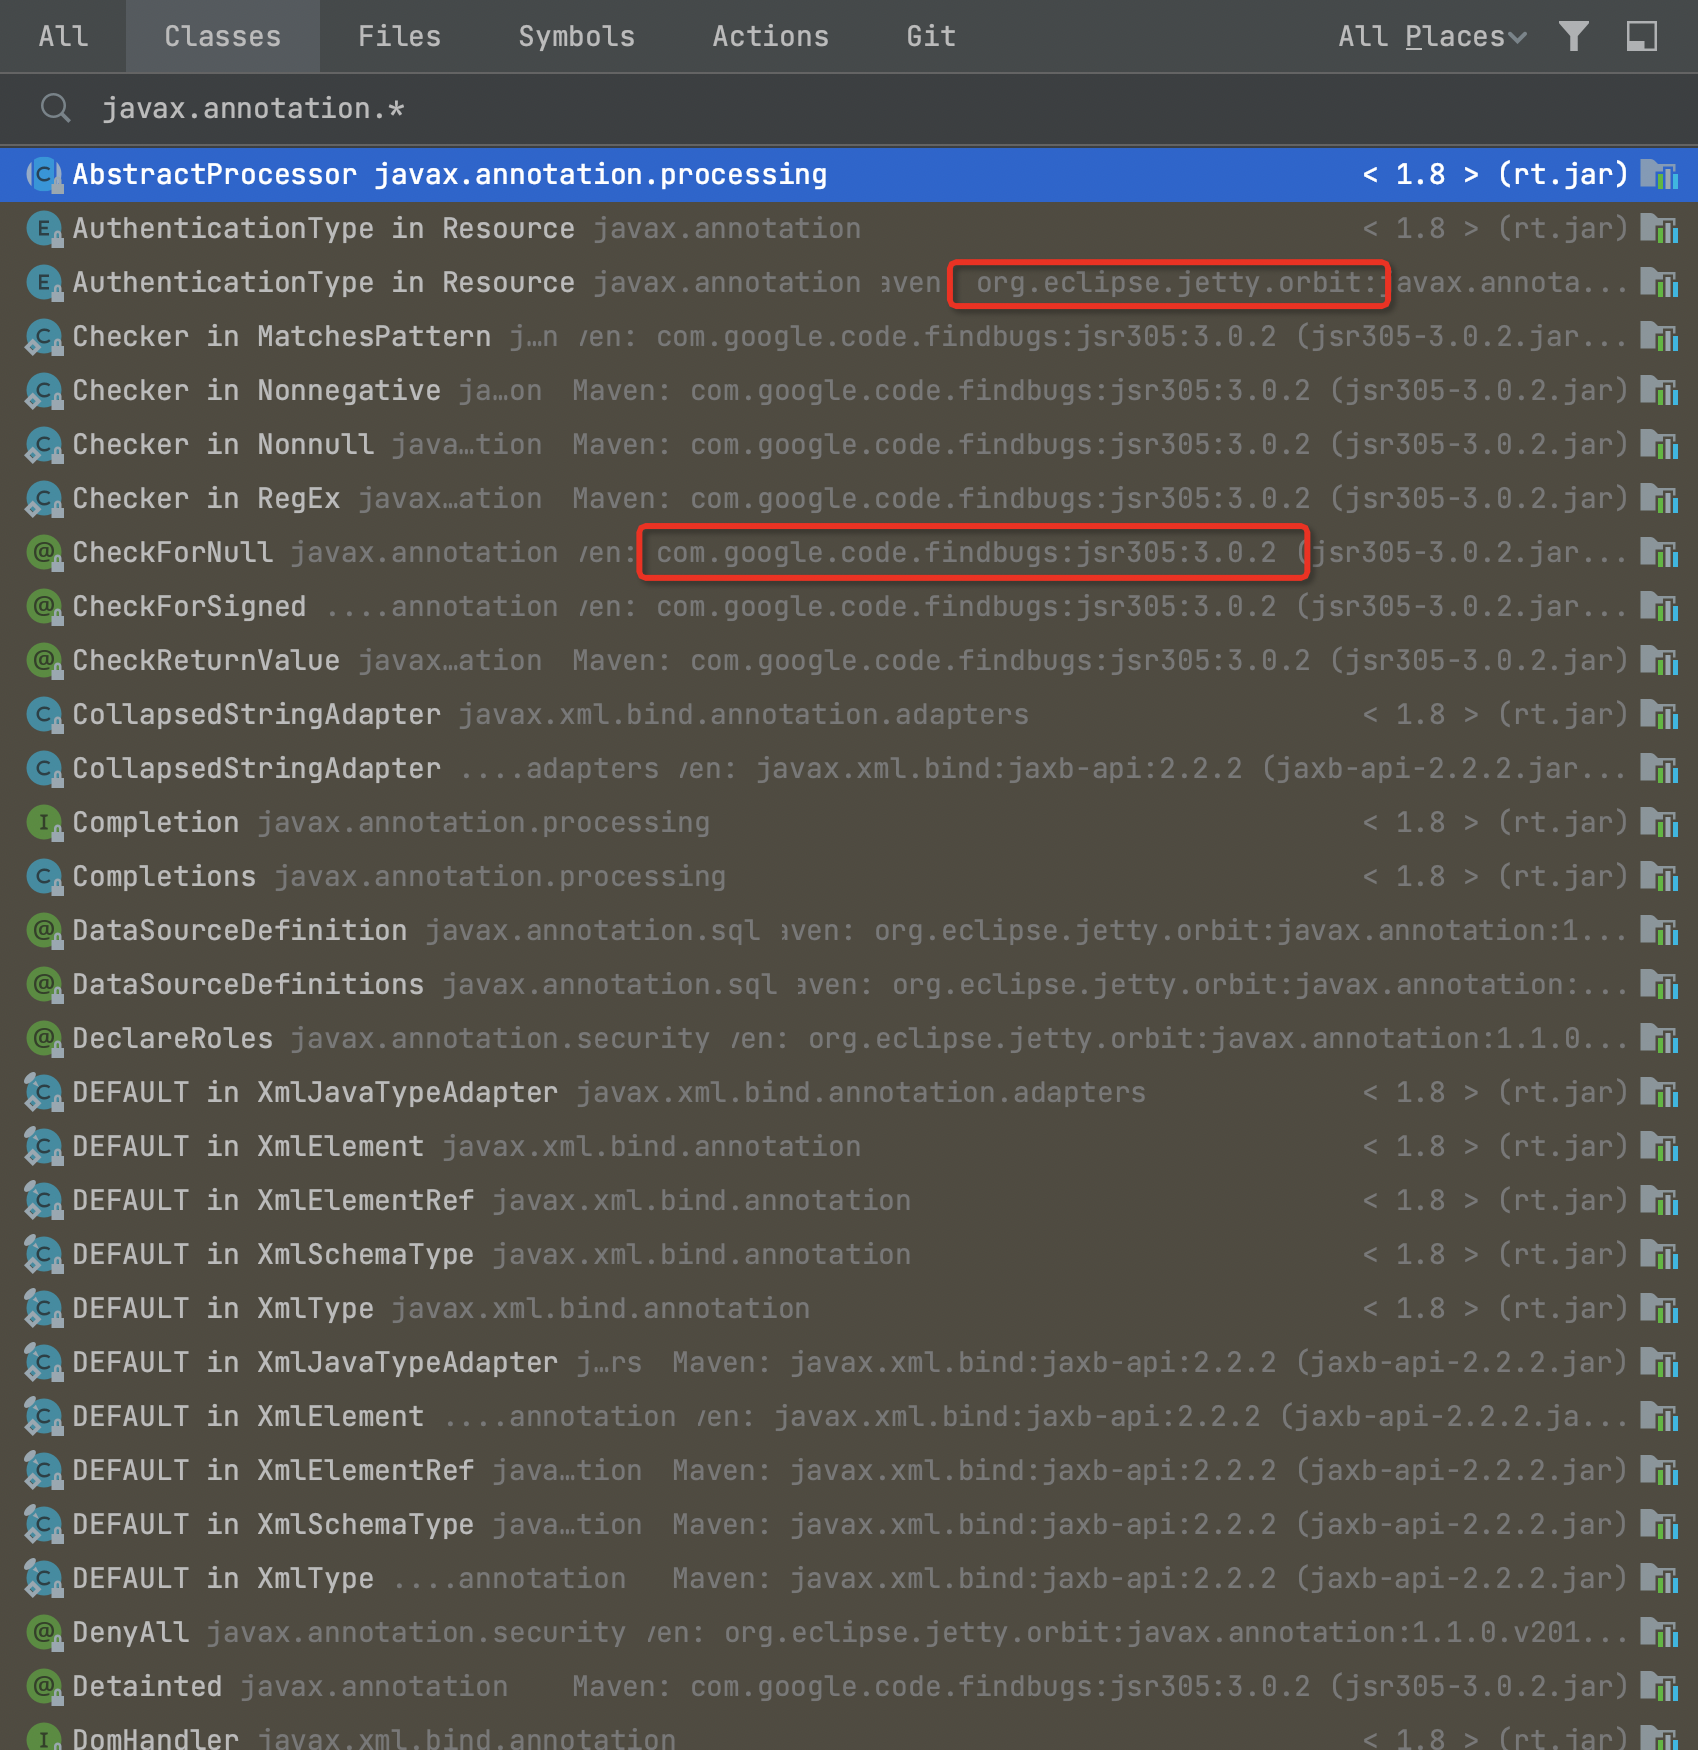 All Classes Files Symbols Actions Git All Places
javax.annotation.*
AbstractProcessor javax.annotation.processing < 1.8 > (rt.jar)
AuthenticationType in Resource javax.annotation < 1.8 > (rt.jar)
AuthenticationType in Resource javax.annotation aven org.eclipse.jetty.orbit:javax.annota...
Checker in MatchesPattern j…n ven: com.google.code.findbugs:jsr305:3.0.2 (jsr305-3.0.2.jar...
Checker in Nonnegative ja…on Maven: com.google.code.findbugs:jsr305:3.0.2 (jsr305-3.0.2.jar)
Checker in Nonnull java…tion Maven: com.google.code.findbugs:jsr305:3.0.2 (jsr305-3.0.2.jar)
Checker in RegEx javax…ation Maven: com.google.code.findbugs:jsr305:3.0.2 (jsr305-3.0.2.jar)
CheckForNull javax.annotation ven: com.google.code.findbugs:jsr305:3.0.2 (jsr305-3.0.2.jar...
CheckForSigned ....annotation ven: com.google.code.findbugs:jsr305:3.0.2 (jsr305-3.0.2.jar...
CheckReturnValue javax…ation Maven: com.google.code.findbugs:jsr305:3.0.2 (jsr305-3.0.2.jar)
CollapsedStringAdapter javax.xml.bind.annotation.adapters < 1.8 > (rt.jar)
CollapsedStringAdapter ....adapters ven: javax.xml.bind:jaxb-api:2.2.2 (jaxb-api-2.2.2.jar...
Completion javax.annotation.processing < 1.8 > (rt.jar)
Completions javax.annotation.processing < 1.8 > (rt.jar)
DataSourceDefinition javax.annotation.sql aven: org.eclipse.jetty.orbit:javax.annotation:1...
DataSourceDefinitions javax.annotation.sql aven: org.eclipse.jetty.orbit:javax.annotation:...
DeclareRoles javax.annotation.security ven: org.eclipse.jetty.orbit:javax.annotation:1.1.0...
DEFAULT in XmlJavaTypeAdapter javax.xml.bind.annotation.adapters < 1.8 > (rt.jar)
DEFAULT in XmlElement javax.xml.bind.annotation < 1.8 > (rt.jar)
DEFAULT in XmlElementRef javax.xml.bind.annotation < 1.8 > (rt.jar)
DEFAULT in XmlSchemaType javax.xml.bind.annotation < 1.8 > (rt.jar)
DEFAULT in XmlType javax.xml.bind.annotation < 1.8 > (rt.jar)
DEFAULT in XmlJavaTypeAdapter j…rs Maven: javax.xml.bind:jaxb-api:2.2.2 (jaxb-api-2.2.2.jar)
DEFAULT in XmlElement ....annotation ven: javax.xml.bind:jaxb-api:2.2.2 (jaxb-api-2.2.2.ja...
DEFAULT in XmlElementRef java…tion Maven: javax.xml.bind:jaxb-api:2.2.2 (jaxb-api-2.2.2.jar)
DEFAULT in XmlSchemaType java…tion Maven: javax.xml.bind:jaxb-api:2.2.2 (jaxb-api-2.2.2.jar)
DEFAULT in XmlType ....annotation Maven: javax.xml.bind:jaxb-api:2.2.2 (jaxb-api-2.2.2.jar)
DenyAll javax.annotation.security ven: org.eclipse.jetty.orbit:javax.annotation:1.1.0.v201...
Detainted javax.annotation Maven: com.google.code.findbugs:jsr305:3.0.2 (jsr305-3.0.2.jar)
DomHandler javax.xml.bind.annotation < 1.8 > (rt.jar)